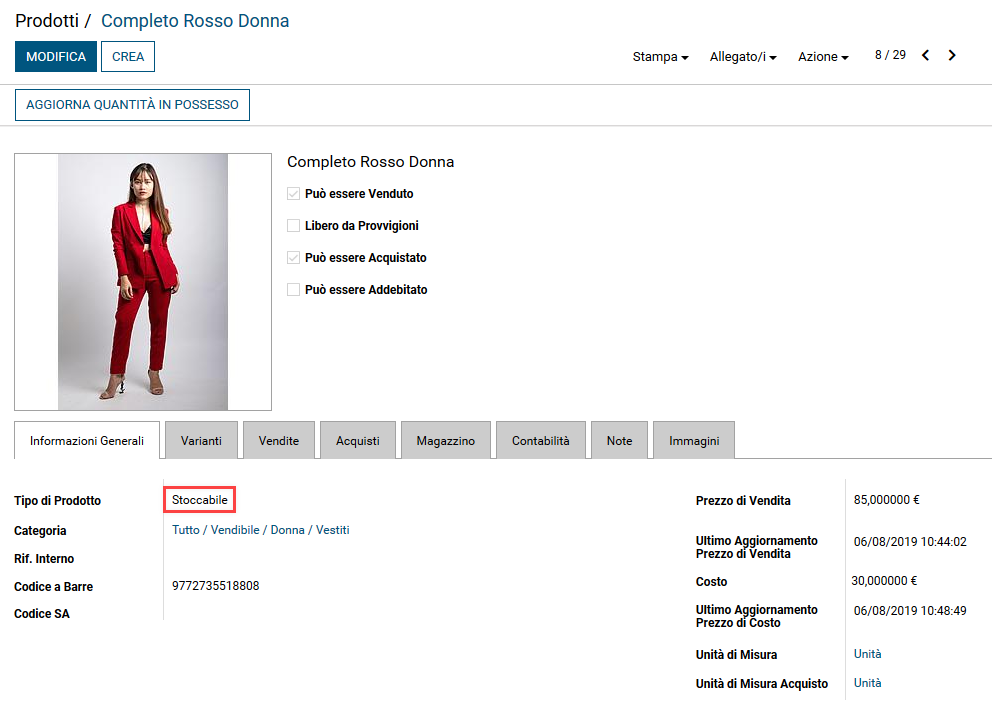 Prodotti / Completo Rosso Donna
MODIFICA CREA Stampa Allegato/i Azione 8 / 29
AGGIORNA QUANTITÀ IN POSSESSO
Completo Rosso Donna
Può essere Venduto
Libero da Provvigioni
Può essere Acquistato
Può essere Addebitato
Informazioni Generali Varianti Vendite Acquisti Magazzino Contabilità Note Immagini
Tipo di Prodotto Stoccabile
Categoria Tutto / Vendibile / Donna / Vestiti
Rif. Interno
Codice a Barre 9772735518808
Codice SA
Prezzo di Vendita 85,000000 €
Ultimo Aggiornamento
Prezzo di Vendita 06/08/2019 10:44:02
Costo 30,000000 €
Ultimo Aggiornamento
Prezzo di Costo 06/08/2019 10:48:49
Unità di Misura Unità
Unità di Misura Acquisto Unità